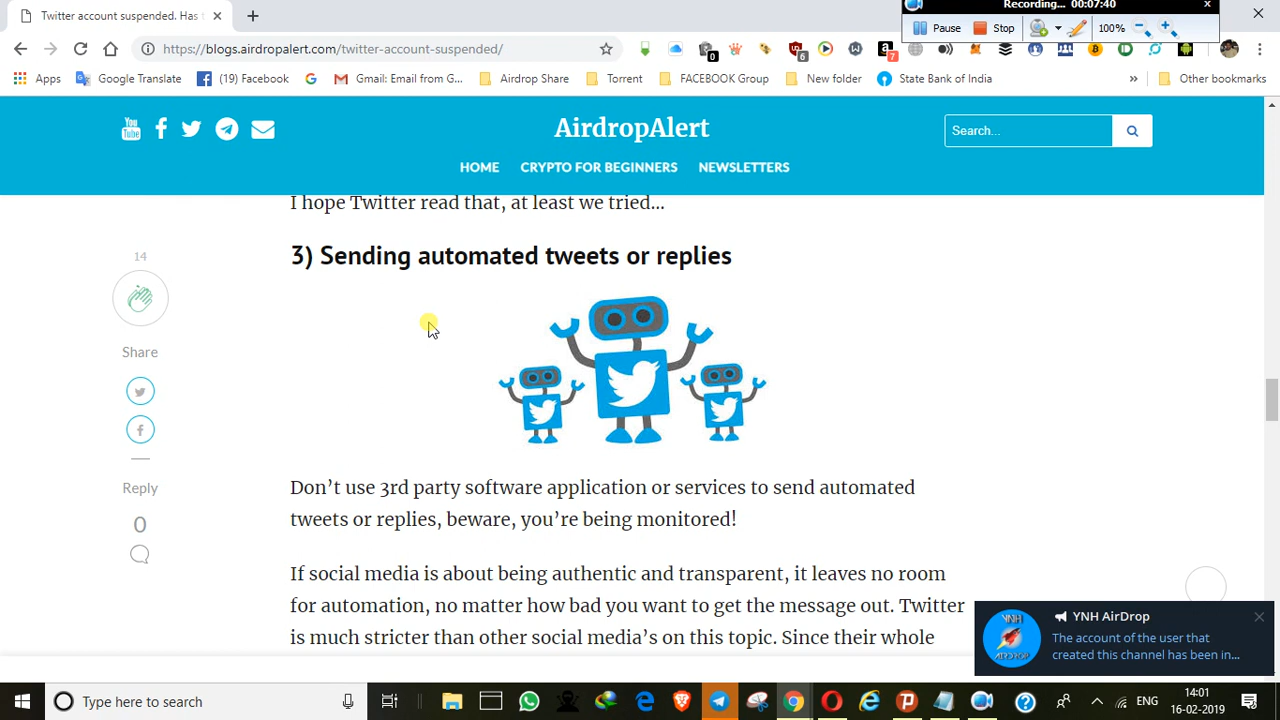 Twitter account suspended. Has t
Recording... 00:07:40
Pause
Stop
100%
https://blogs.airdropalert.com/twitter-account-suspended/
0
6
7
Apps
Google Translate
(19) Facebook
Gmail: Email from G...
Airdrop Share
Torrent
FACEBOOK Group
New folder
State Bank of India
»
Other bookmarks
You
Tube
AirdropAlert
Search...
HOME
CRYPTO FOR BEGINNERS
NEWSLETTERS
I hope Twitter read that, at least we tried...
3) Sending automated tweets or replies
14
Share
Reply
0
Don't use 3rd party software application or services to send automated
tweets or replies, beware, you're being monitored!
If social media is about being authentic and transparent, it leaves no room
for automation, no matter how bad you want to get the message out. Twitter
is much stricter than other social media's on this topic. Since their whole
YNH
AIRDROP
YNH AirDrop
The account of the user that
created this channel has been in...
Type here to search
ENG
14:01
16-02-2019